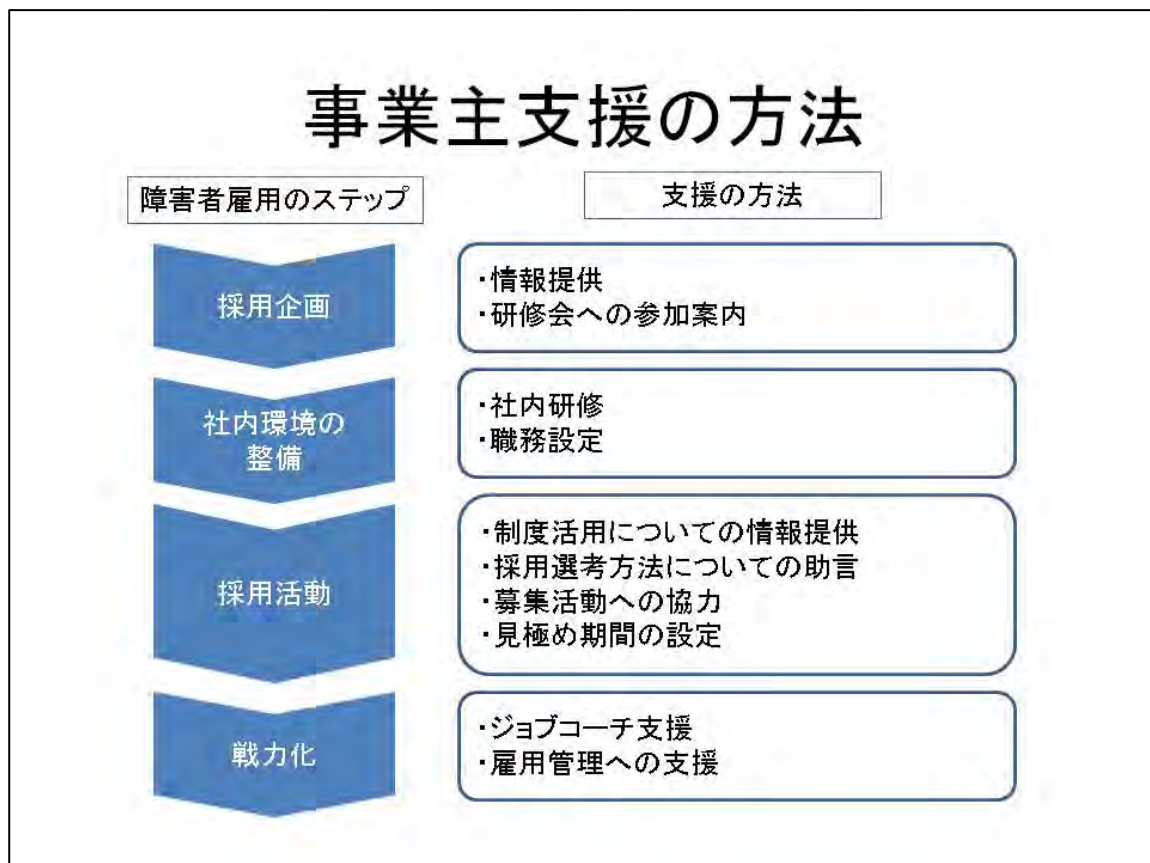 事業主支援の方法
障害者雇用のステップ
支援の方法
採用企画
・情報提供
・研修会への参加案内
社内環境の
整備
・社内研修
・職務設定
採用活動
・制度活用についての情報提供
・採用選考方法についての助言
・募集活動への協力
・見極め期間の設定
戦力化
・ジョブコーチ支援
・雇用管理への支援